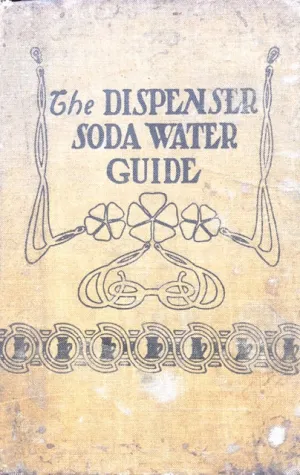 The DISPENSER
SODA WATER
GUIDE